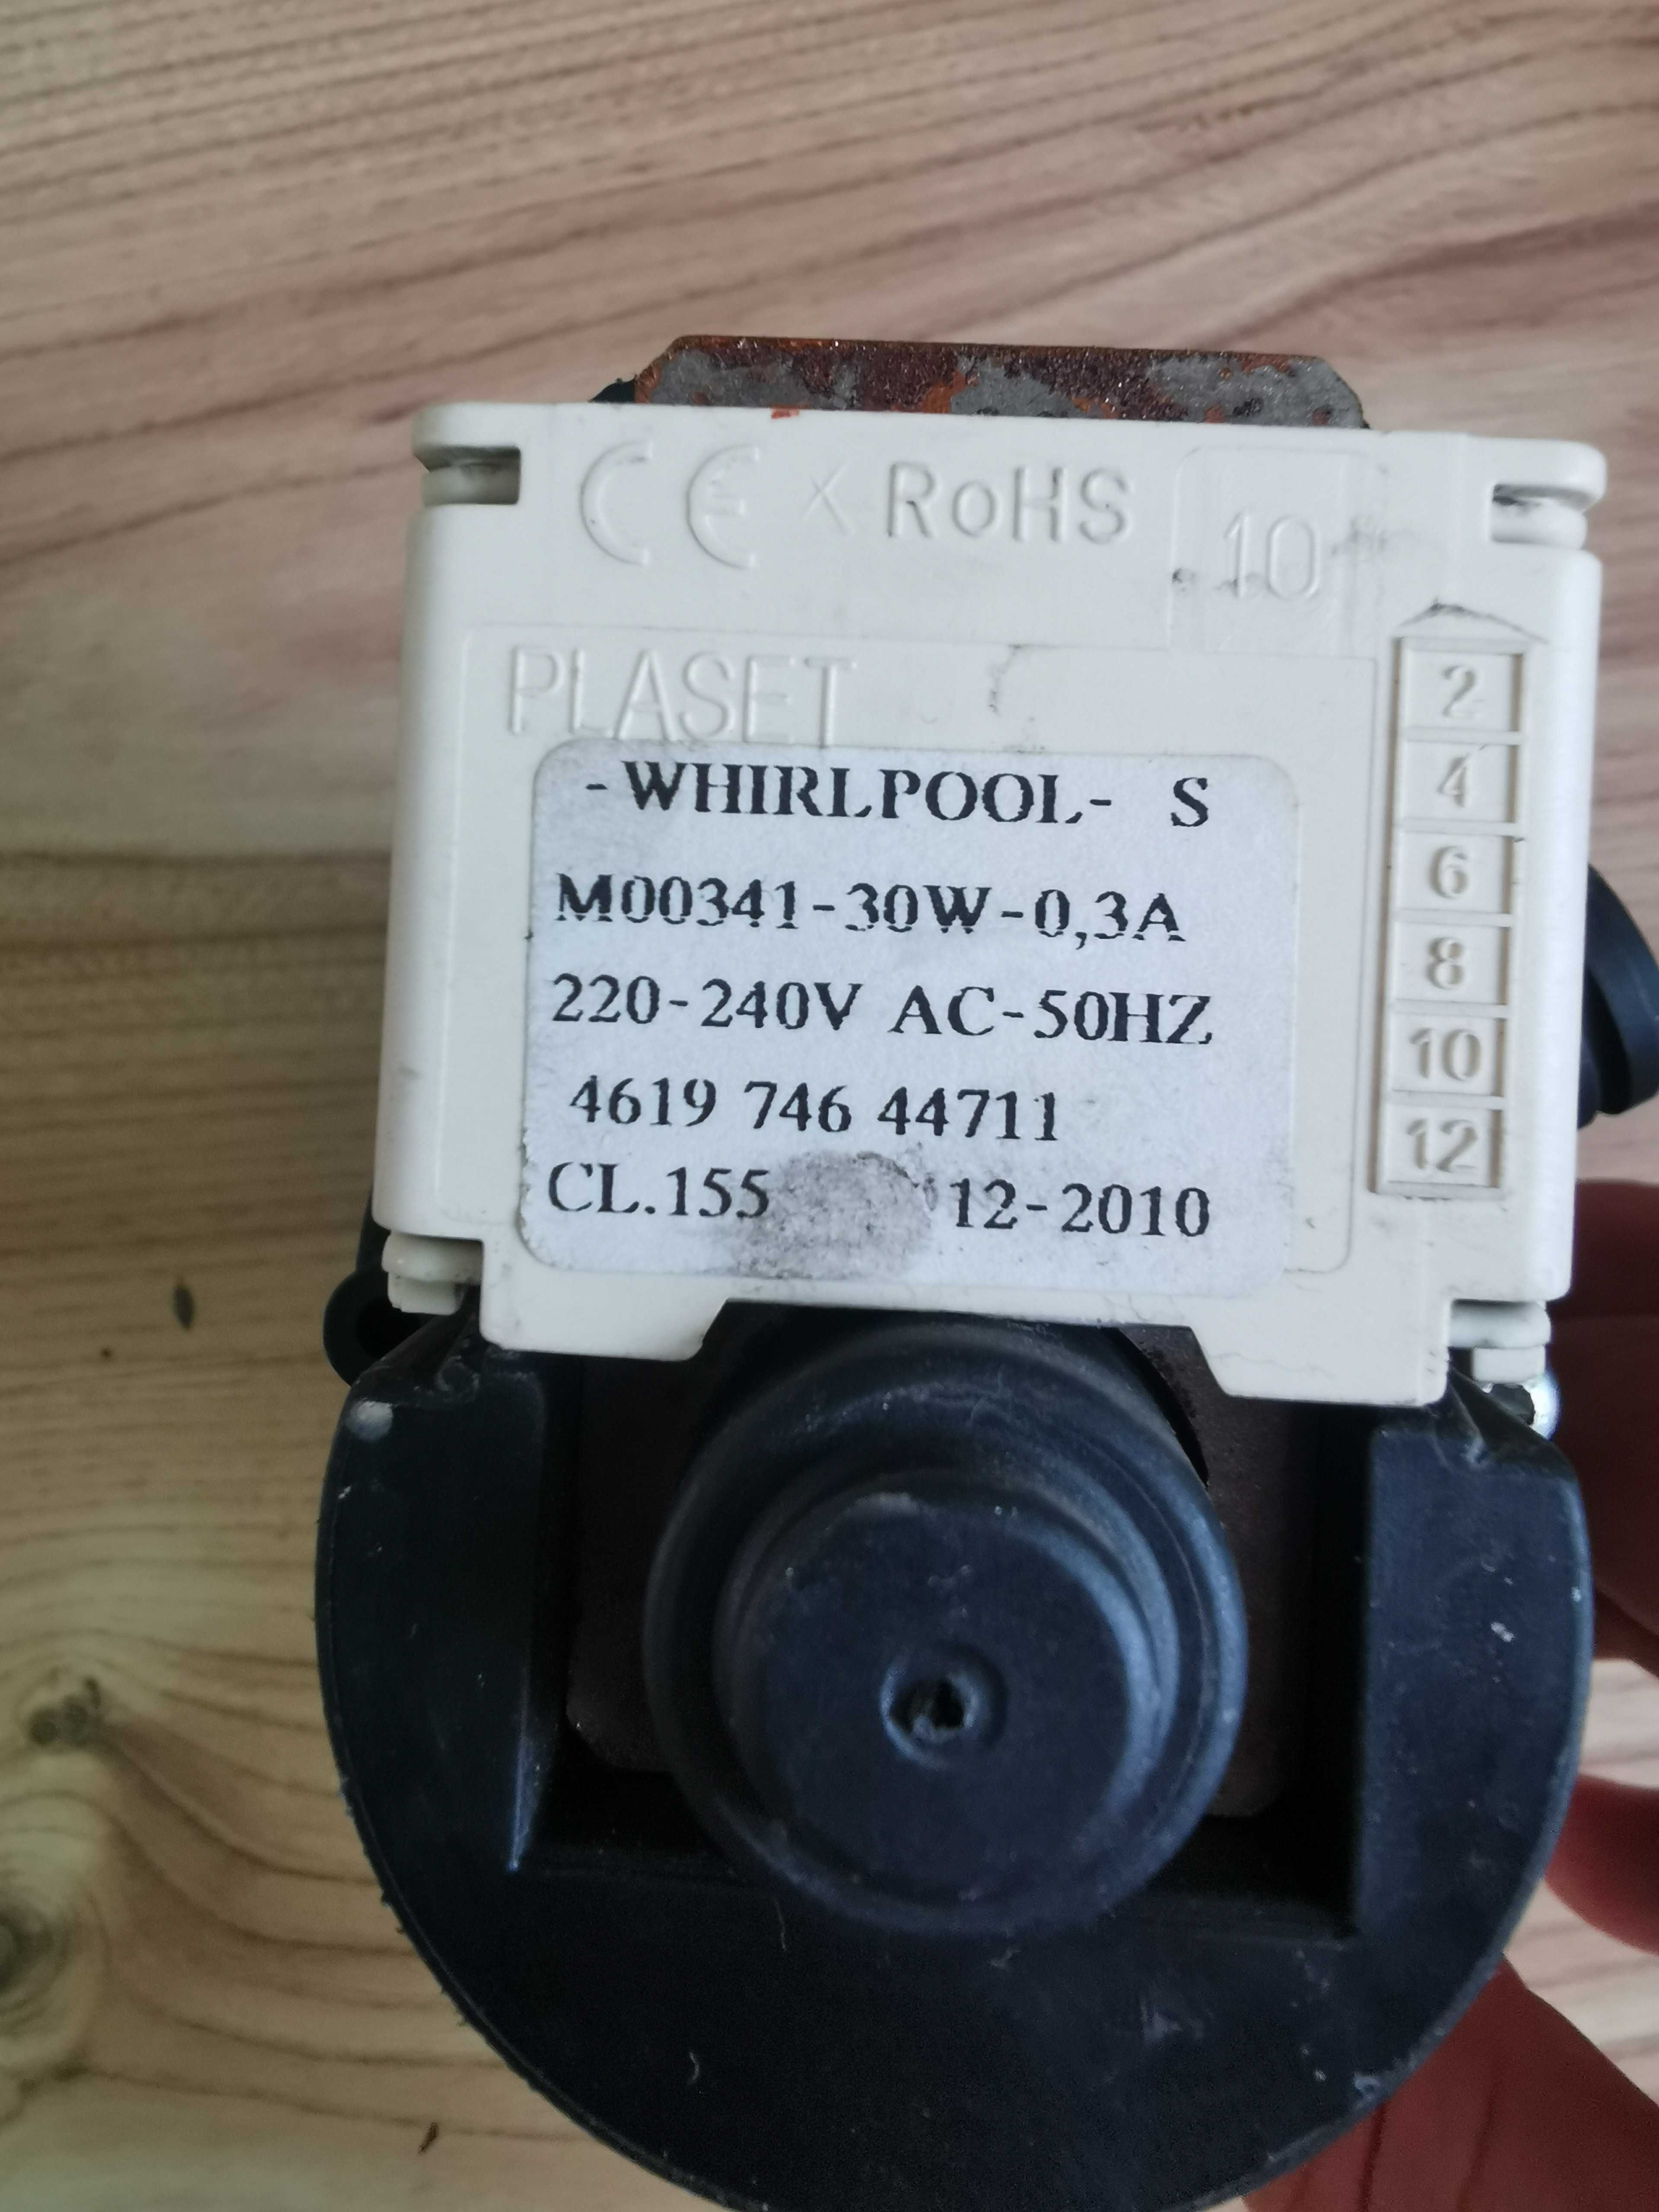 CE x RoHS
10
PLASET
-WHIRLPOOL- S
M00341-30W-0,3A
220-240V AC-50HZ
4619 746 44711
CL.155 12-2010
2
4
6
8
10
12